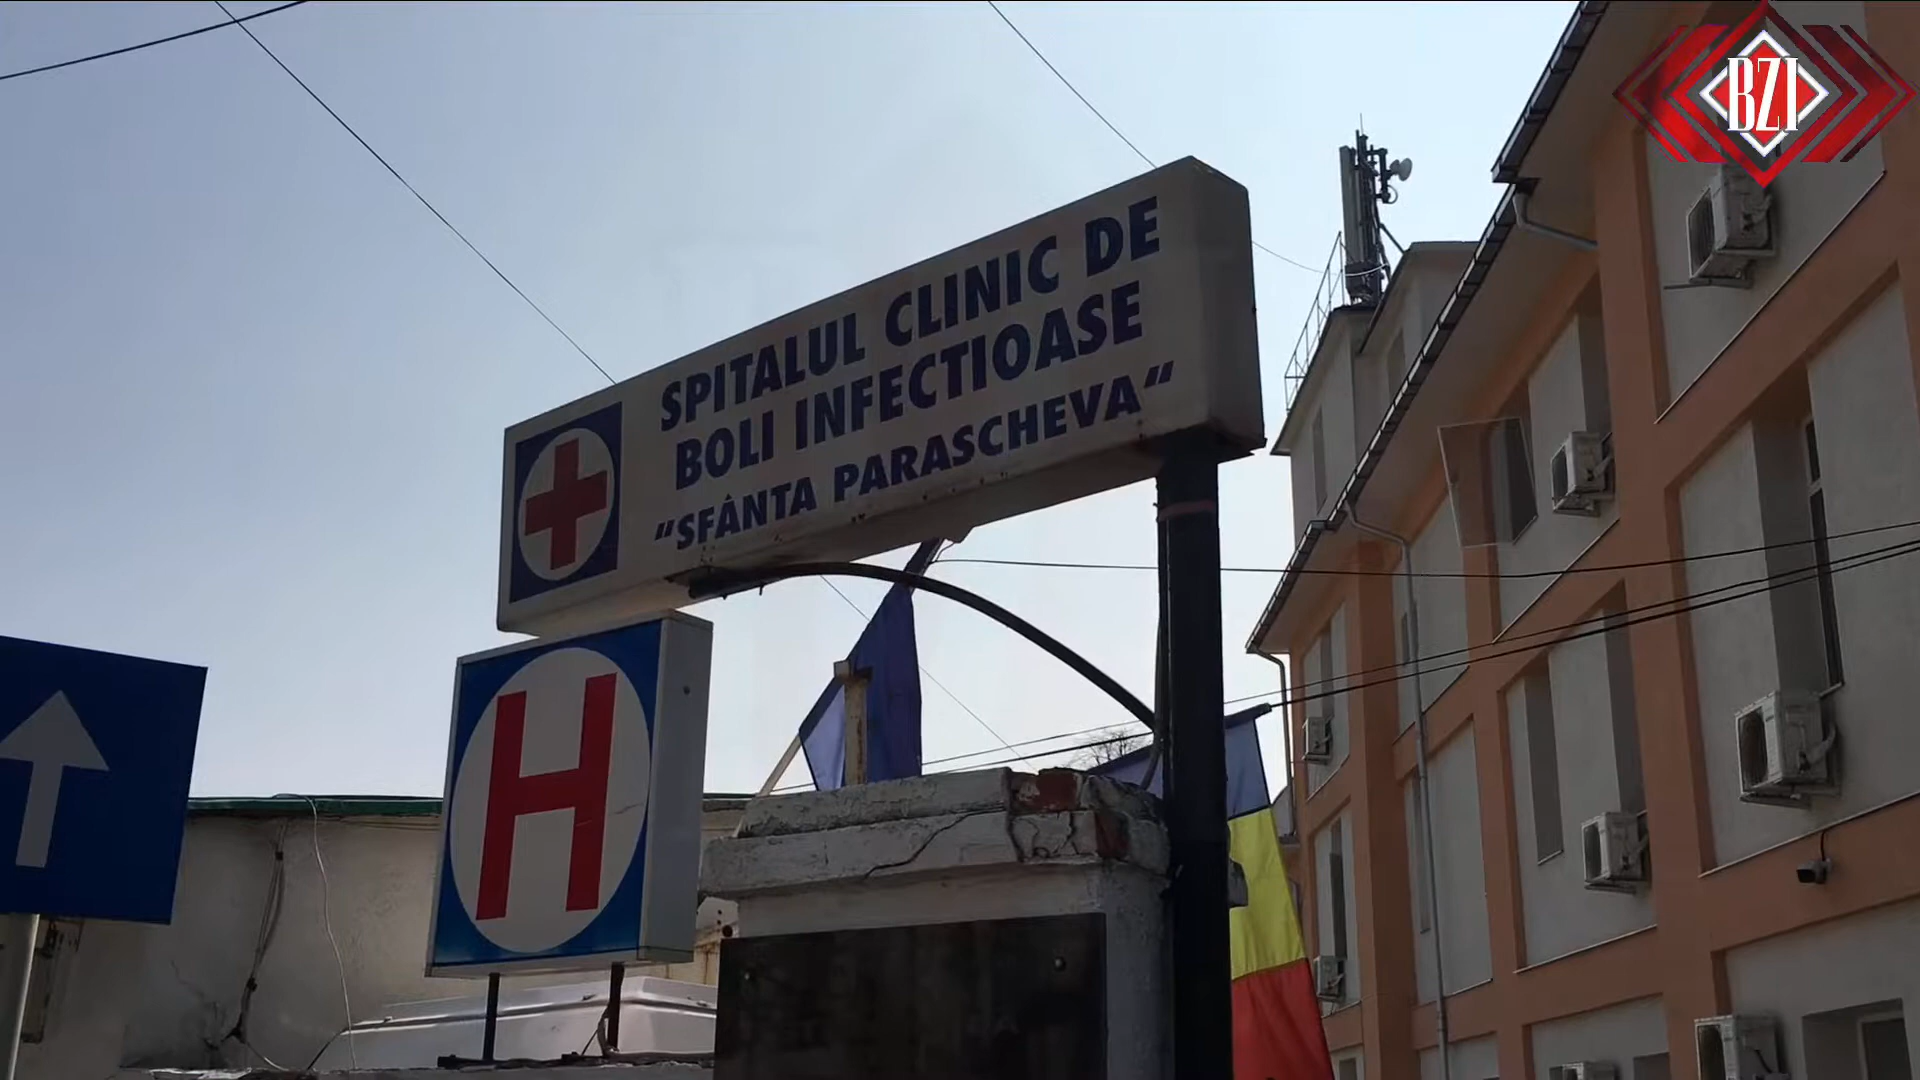 BZI
SPITALUL CLINIC DE
BOLI INFECTIOASE
"SFÂNTA PARASCHEVA"
H